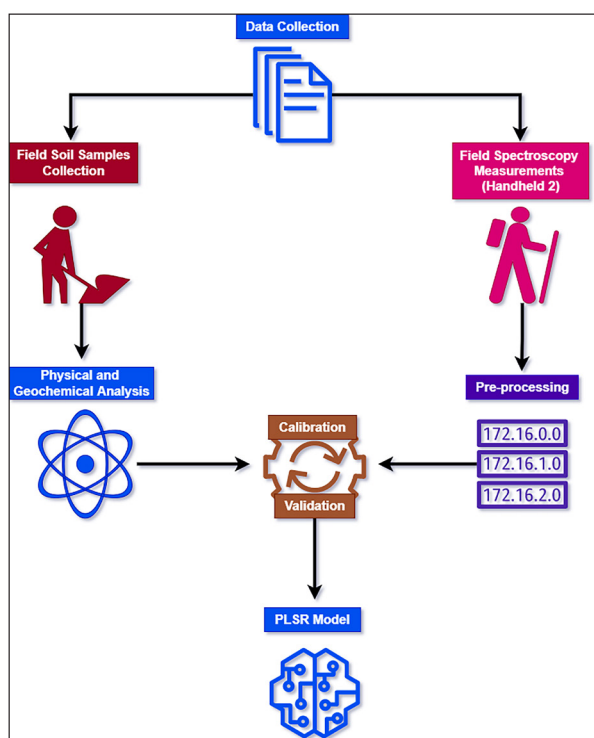 Data Collection
Field Soil Samples
Collection
Field Spectroscopy
Measurements
(Handheld 2)
Physical and
Geochemical Analysis
Pre-processing
Calibration
172.16.0.0
172.16.1.0
172.16.2.0
Validation
PLSR Model